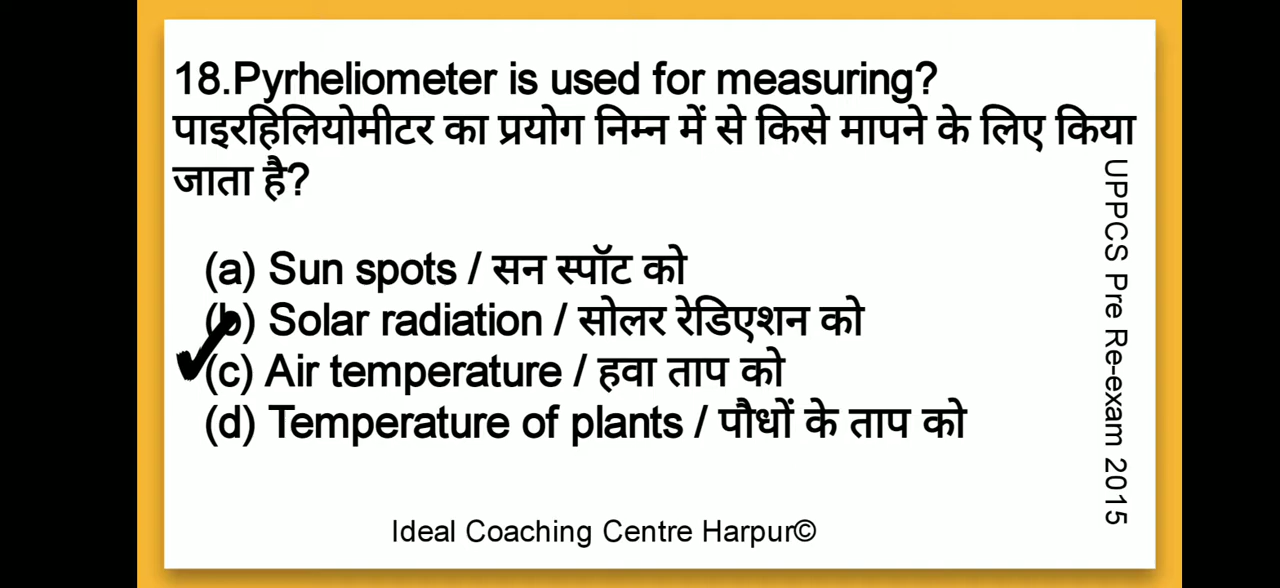 18.Pyrheliometer is used for measuring?
पाइरहिलियोमीटर का प्रयोग निम्न में से किसे मापने के लिए किया
जाता है?
(a) Sun spots / सन स्पॉट को
(b) Solar radiation / सोलर रेडिएशन को
(c) Air temperature / हवा ताप को
(d) Temperature of plants / पौधों के ताप को
UPPCS Pre Re-exam 2015
Ideal Coaching Centre Harpur©